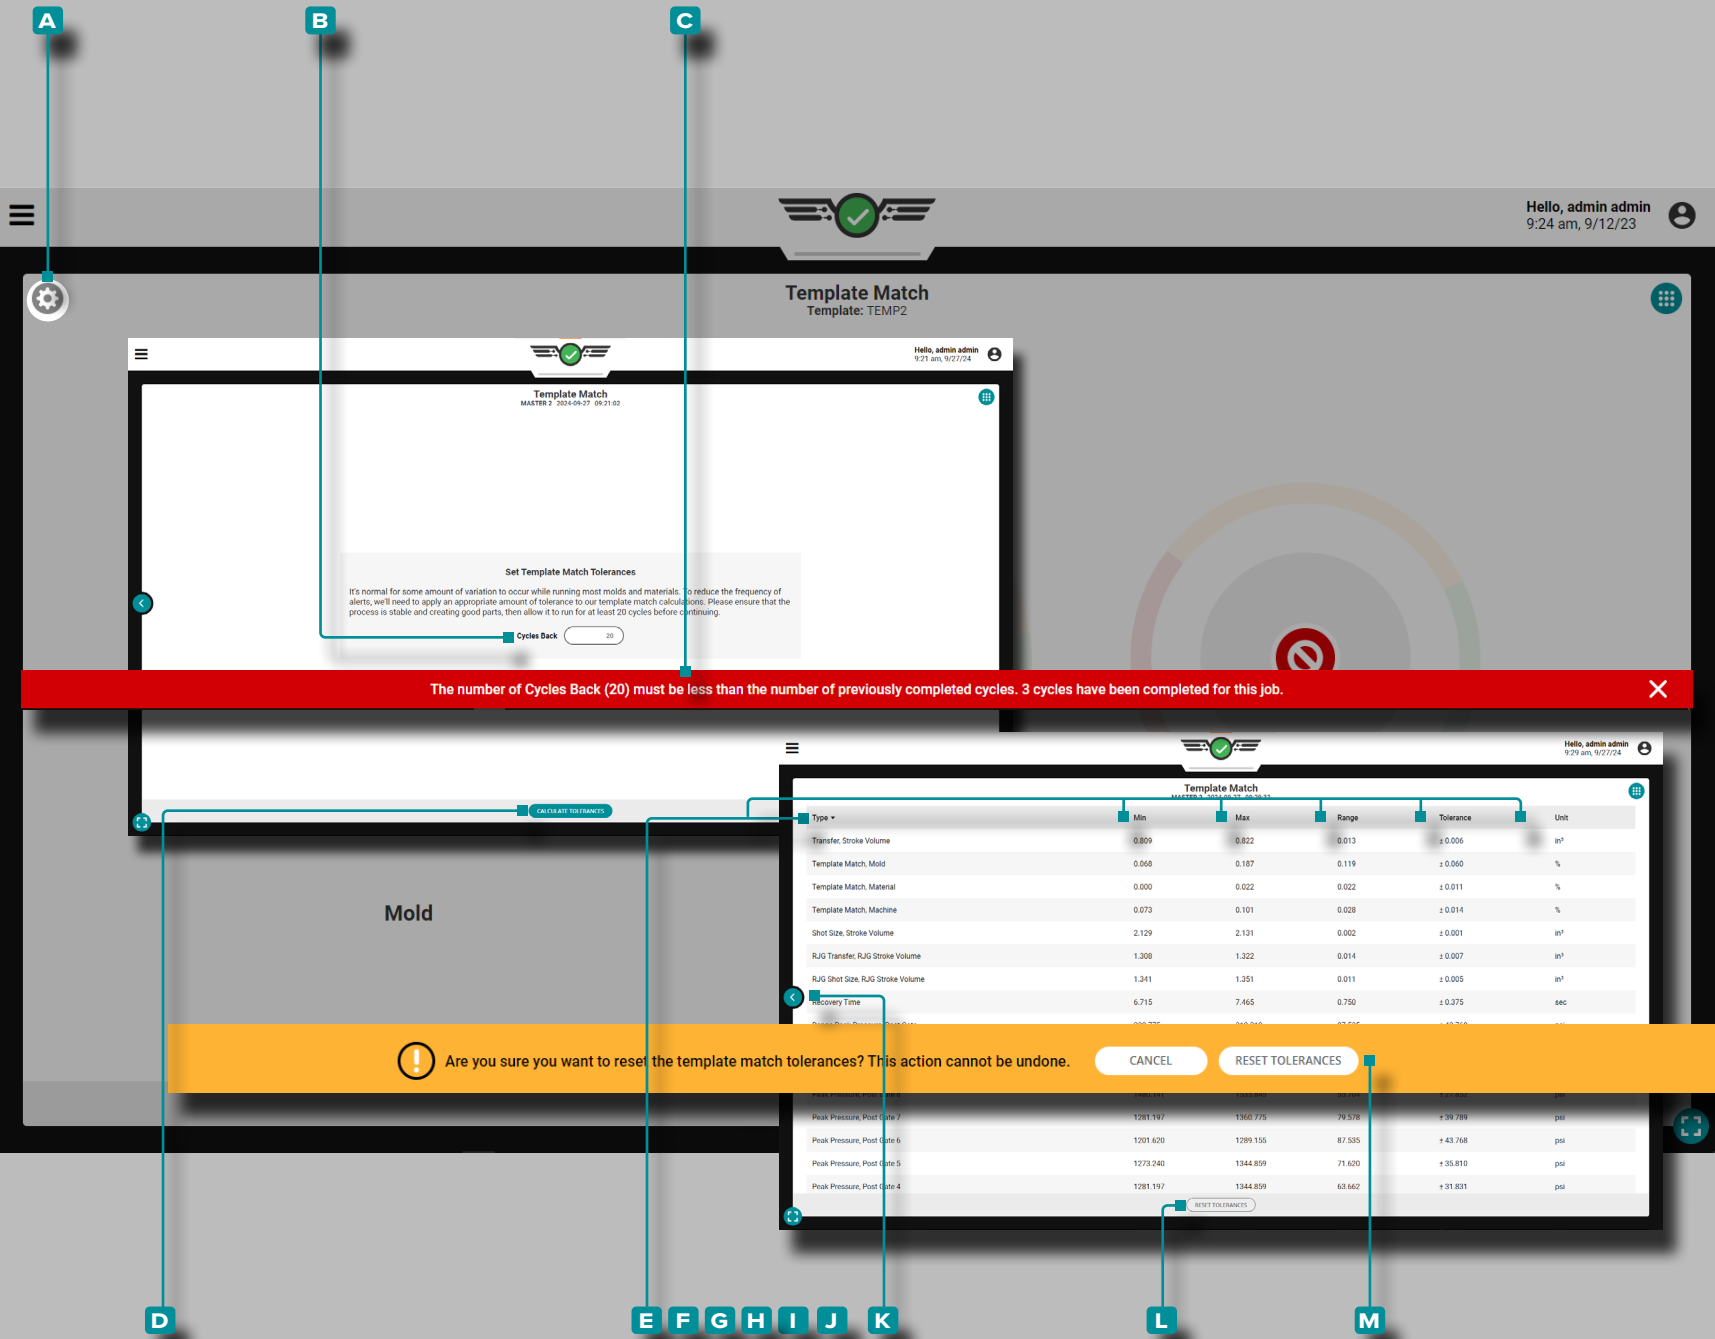 A
B
C
Hello, admin admin
9:24 am, 9/12/23
Template Match
Template: TEMP2
Hello, admin admin
9:21 am, 9/27/24
Template Match
MASTER 2 2024-09-27 09:21:02
Set Template Match Tolerances
It's normal for some amount of variation to occur while running most molds and materials. To reduce the frequency of
alerts, we'll need to apply an appropriate amount of tolerance to our template match calculations. Please ensure that the
process is stable and creating good parts, then allow it to run for at least 20 cycles before continuing.
Cycles Back 20
The number of Cycles Back (20) must be less than the number of previously completed cycles. 3 cycles have been completed for this job.
CALCULATE TOLERANCES
Mold
Hello, admin admin
9:29 am, 9/27/24
Template Match
Type Min Max Range Tolerance Unit
Transfer, Stroke Volume 0.809 0.822 0.013 ± 0.006 in³
Template Match, Mold 0.068 0.187 0.119 ± 0.060 %
Template Match, Material 0.000 0.022 0.022 ± 0.011 %
Template Match, Machine 0.073 0.101 0.028 ± 0.014 %
Shot Size, Stroke Volume 2.129 2.131 0.002 ± 0.001 in³
RJG Transfer, RJG Stroke Volume 1.308 1.322 0.014 ± 0.007 in³
RJG Shot Size, RJG Stroke Volume 1.341 1.351 0.011 ± 0.005 in³
Recovery Time 6.715 7.465 0.750 ± 0.375 sec
Are you sure you want to reset the template match tolerances? This action cannot be undone. CANCEL RESET TOLERANCES
Peak Pressure, Post Gate 7 1281.197 1360.775 79.578 ± 39.789 psi
Peak Pressure, Post Gate 6 1201.620 1289.155 87.535 ± 43.768 psi
Peak Pressure, Post Gate 5 1273.240 1344.859 71.620 ± 35.810 psi
Peak Pressure, Post Gate 4 1281.197 1344.859 63.662 ± 31.831 psi
RESET TOLERANCES
D
E F G H I J K
L
M